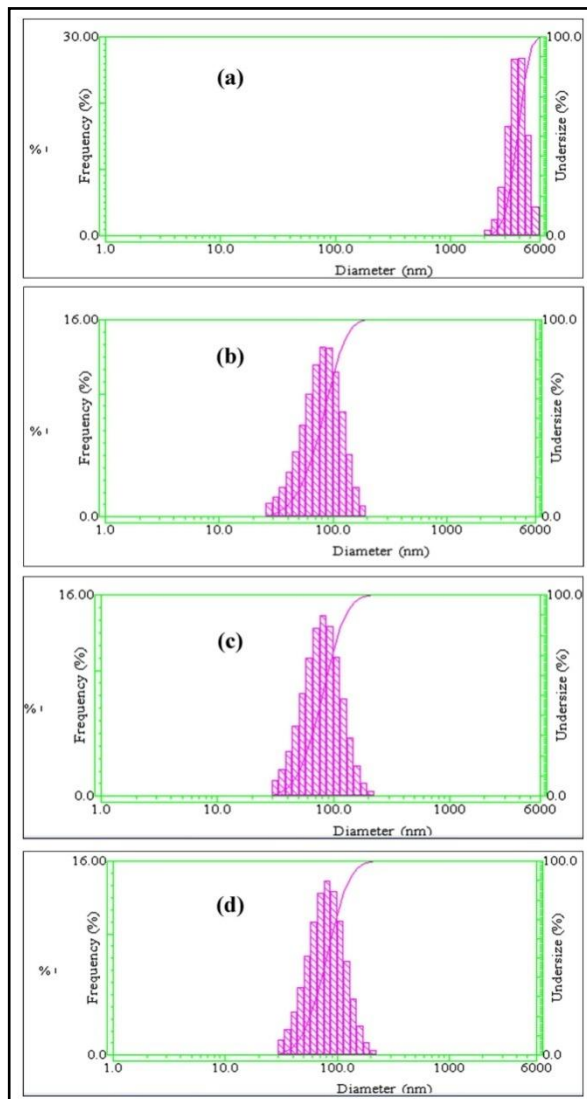 30.00 100.0
(a)
% -
Frequency (%)
Undersize (%)
0.0 0.0
1.0 10.0 100.0 1000 6000
Diameter (nm)
16.00 100.0
(b)
% -
Frequency (%)
Undersize (%)
0.0 0.0
1.0 10.0 100.0 1000 6000
Diameter (nm)
16.00 100.0
(c)
% -
Frequency (%)
Undersize (%)
0.0 0.0
1.0 10.0 100.0 1000 6000
Diameter (nm)
16.00 100.0
(d)
% -
Frequency (%)
Undersize (%)
0.0 0.0
1.0 10.0 100.0 1000 6000
Diameter (nm)